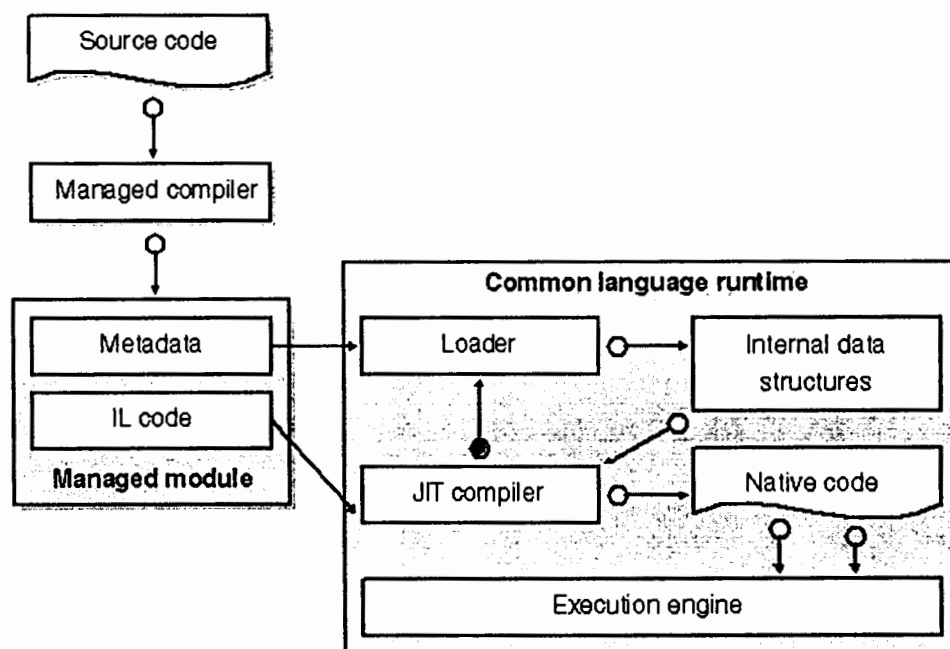 Source code
Managed compiler
Common language runtime
Metadata
Loader
Internal data
structures
IL code
Managed module
JIT compiler
Native code
Execution engine